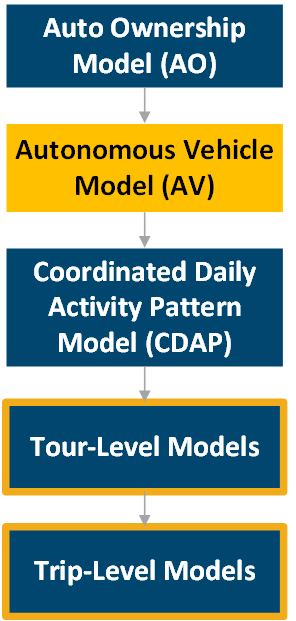 Auto Ownership
Model (AO)
Autonomous Vehicle
Model (AV)
Coordinated Daily
Activity Pattern
Model (CDAP)
Tour-Level Models
Trip-Level Models